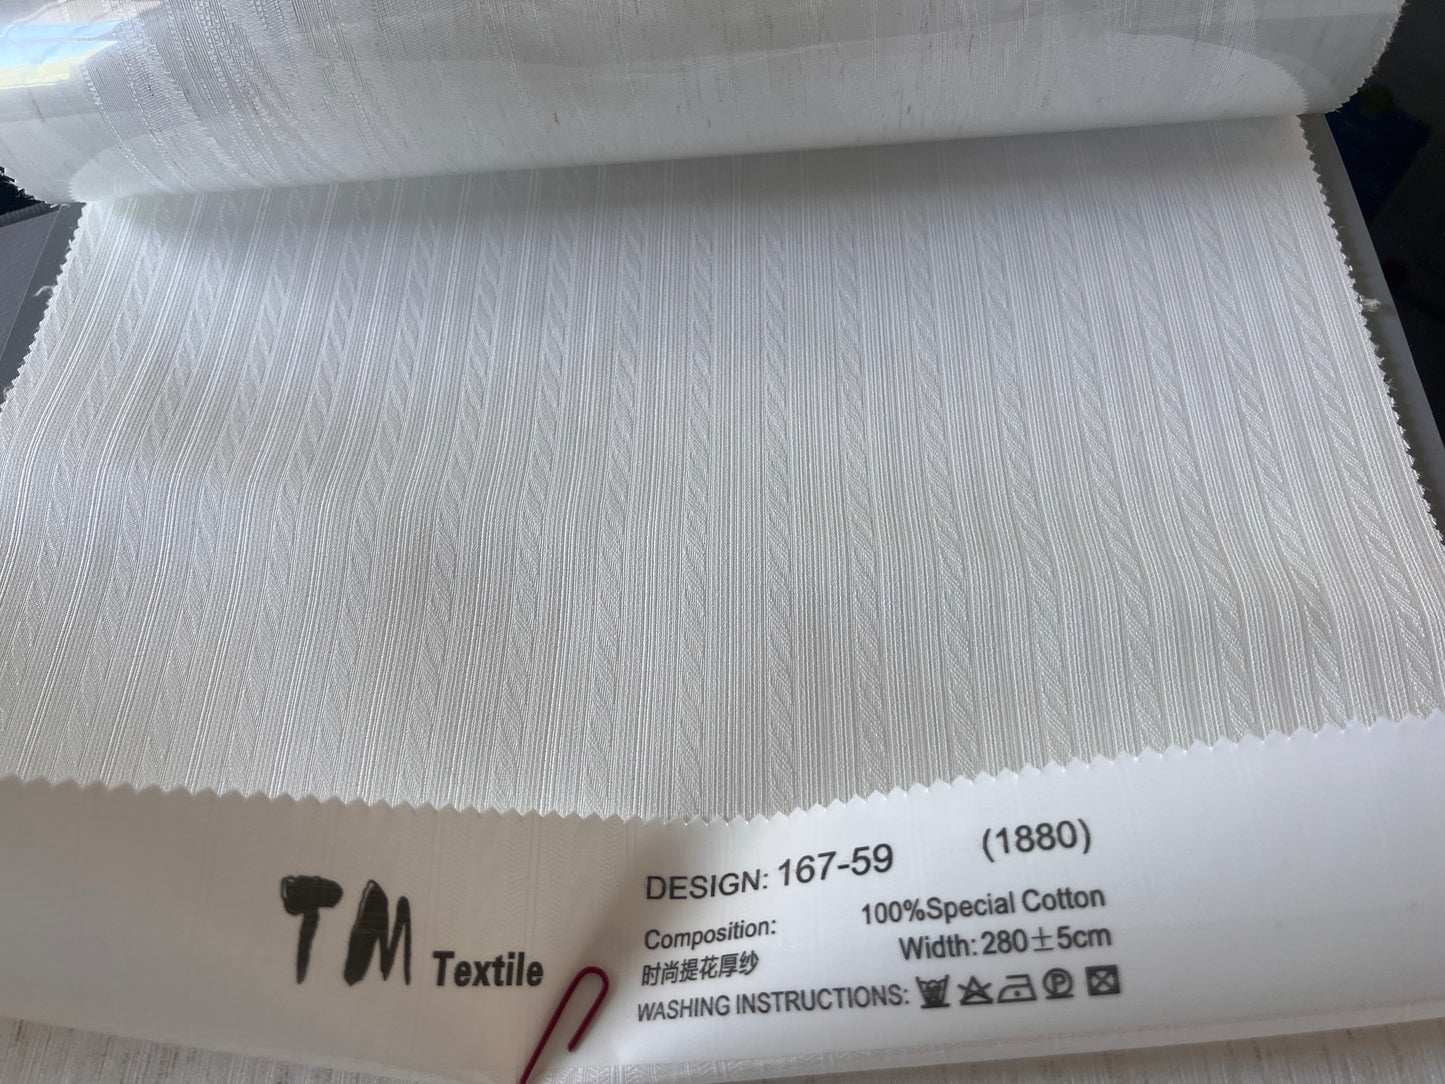 TM Textile
DESIGN: 167-59 (1880)
Composition: 100%Special Cotton
时尚提花厚纱 Width: 280±5cm
WASHING INSTRUCTIONS: